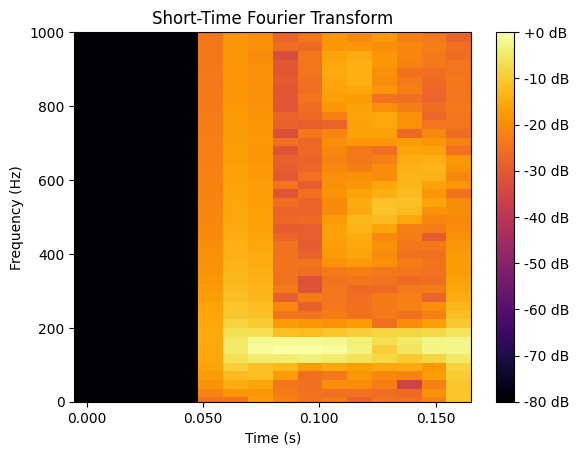 Short-Time Fourier Transform
1000
800
600
400
200
0
Frequency (Hz)
0.000
0.050
0.100
0.150
Time (s)
+0 dB
-10 dB
-20 dB
-30 dB
-40 dB
-50 dB
-60 dB
-70 dB
-80 dB